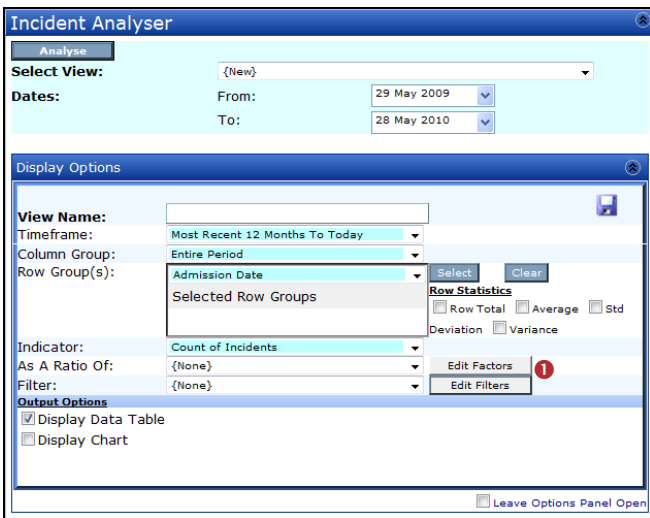 Incident Analyser
Analyse
Select View: {New}
Dates: From: 29 May 2009
To: 28 May 2010
Display Options
View Name:
Timeframe: Most Recent 12 Months To Today
Column Group: Entire Period
Row Group(s): Admission Date Select Clear
Selected Row Groups
Row Statistics
Row Total Average Std
Deviation Variance
Indicator: Count of Incidents
As A Ratio Of: {None} Edit Factors 1
Filter: {None} Edit Filters
Output Options
Display Data Table
Display Chart
Leave Options Panel Open